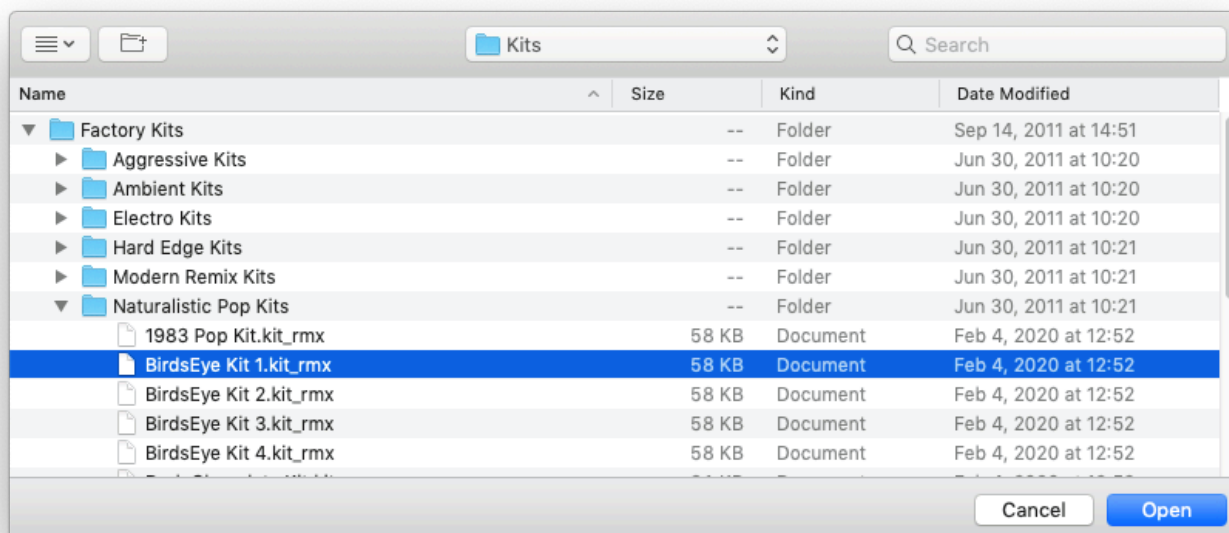 Kits Search
Name Size Kind Date Modified
Factory Kits -- Folder Sep 14, 2011 at 14:51
Aggressive Kits -- Folder Jun 30, 2011 at 10:20
Ambient Kits -- Folder Jun 30, 2011 at 10:20
Electro Kits -- Folder Jun 30, 2011 at 10:20
Hard Edge Kits -- Folder Jun 30, 2011 at 10:21
Modern Remix Kits -- Folder Jun 30, 2011 at 10:21
Naturalistic Pop Kits -- Folder Jun 30, 2011 at 10:21
1983 Pop Kit.kit_rmx 58 KB Document Feb 4, 2020 at 12:52
BirdsEye Kit 1.kit_rmx 58 KB Document Feb 4, 2020 at 12:52
BirdsEye Kit 2.kit_rmx 58 KB Document Feb 4, 2020 at 12:52
BirdsEye Kit 3.kit_rmx 58 KB Document Feb 4, 2020 at 12:52
BirdsEye Kit 4.kit_rmx 58 KB Document Feb 4, 2020 at 12:52
Cancel Open